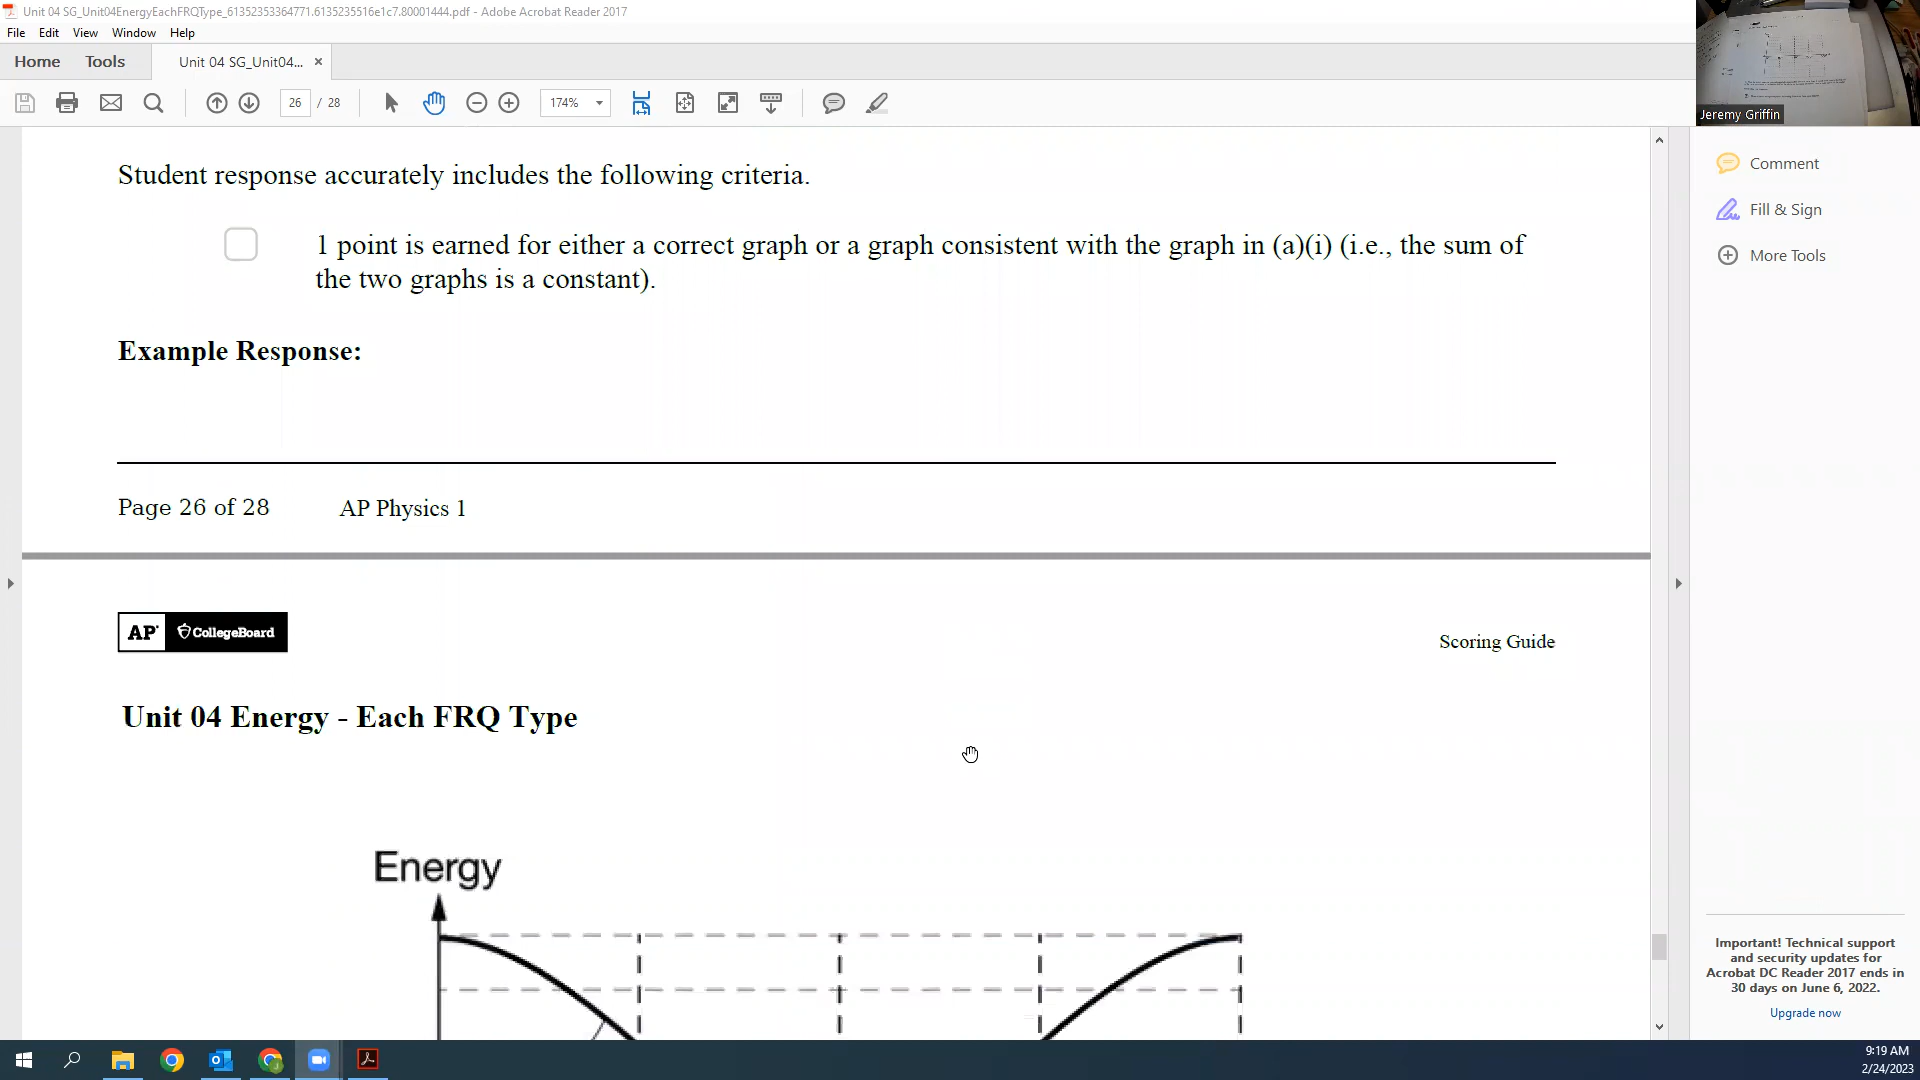 Unit 04 SG_Unit04EnergyEachFRQType_61352353364771.6135235516e1c7.80001444.pdf - Adobe Acrobat Reader 2017
File Edit View Window Help
Home Tools Unit 04 SG_Unit04... ×
26 / 28 174%
Jeremy Griffin
Student response accurately includes the following criteria.
1 point is earned for either a correct graph or a graph consistent with the graph in (a)(i) (i.e., the sum of
the two graphs is a constant).
Example Response:
Page 26 of 28 AP Physics 1
AP CollegeBoard
Scoring Guide
Unit 04 Energy - Each FRQ Type
Energy
Comment
Fill & Sign
More Tools
Important! Technical support
and security updates for
Acrobat DC Reader 2017 ends in
30 days on June 6, 2022.
Upgrade now
9:19 AM
2/24/2023